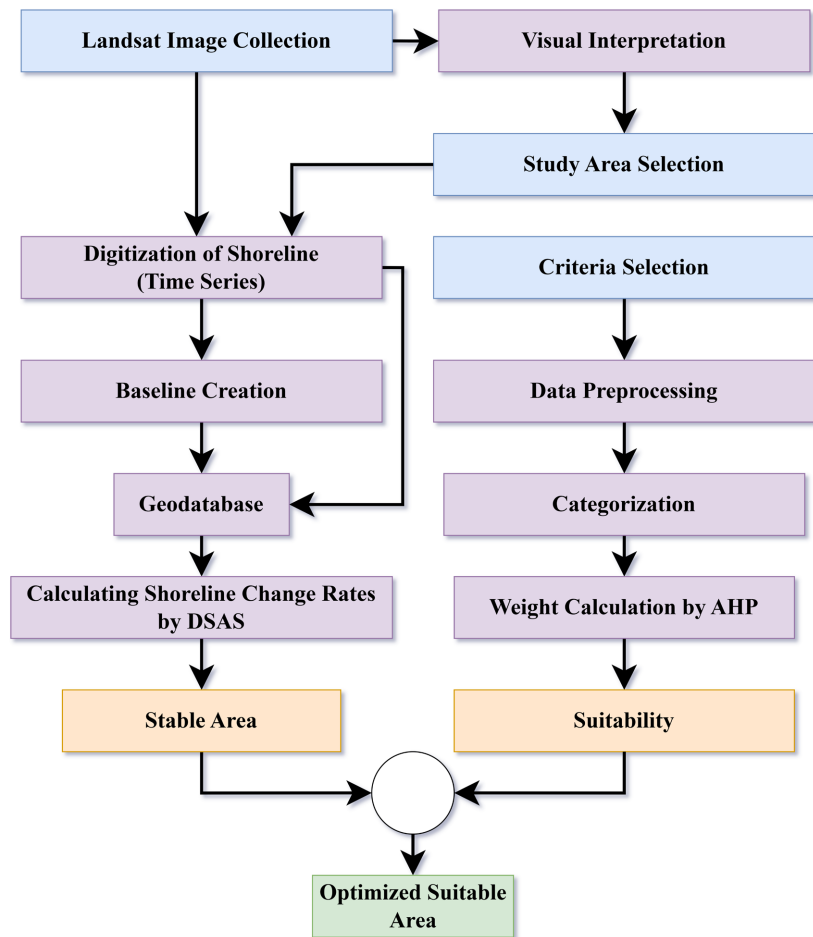 Landsat Image Collection
Visual Interpretation
Study Area Selection
Digitization of Shoreline
(Time Series)
Criteria Selection
Baseline Creation
Data Preprocessing
Geodatabase
Categorization
Calculating Shoreline Change Rates
by DSAS
Weight Calculation by AHP
Stable Area
Suitability
Optimized Suitable
Area